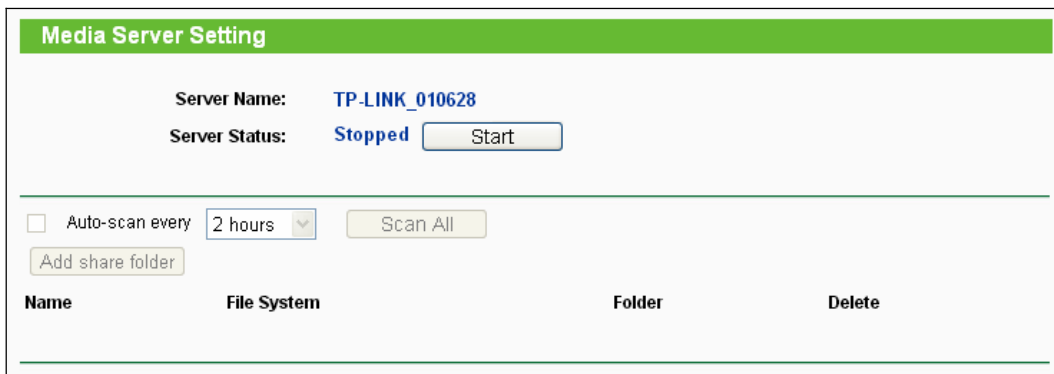 Media Server Setting
Server Name: TP-LINK_010628
Server Status: Stopped Start
Auto-scan every 2 hours Scan All
Add share folder
Name File System Folder Delete